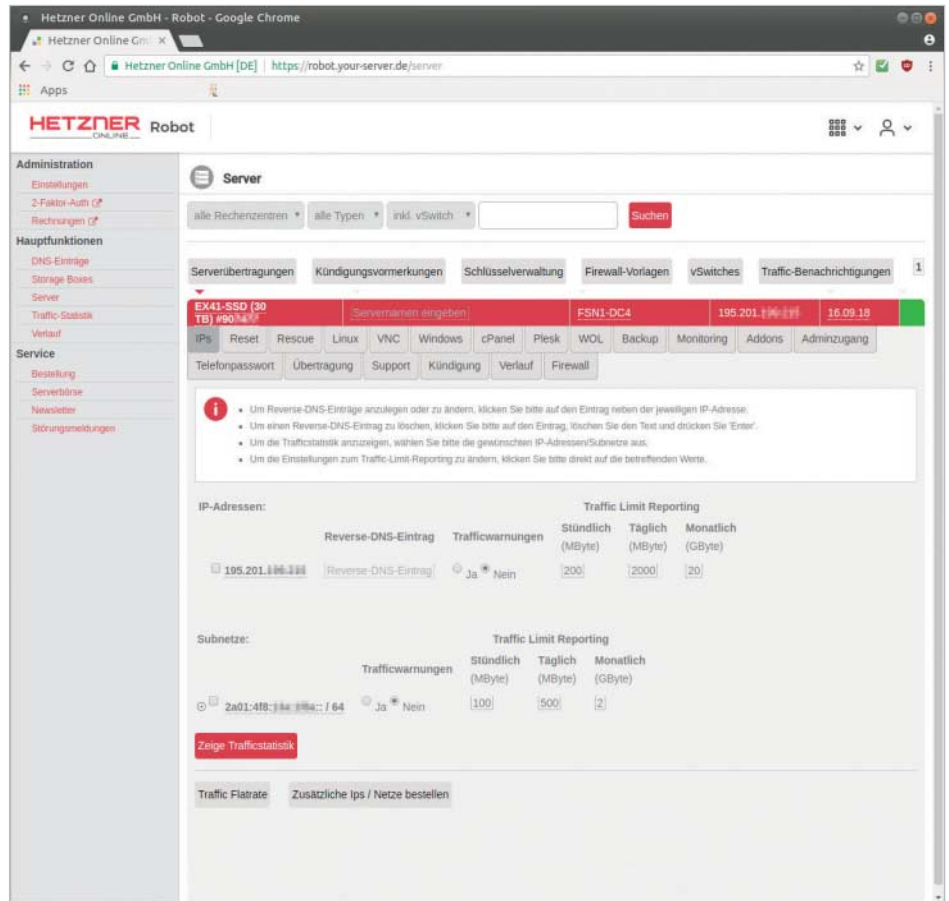 Hetzner Online GmbH - Robot - Google Chrome
Hetzner Online Gm
Hetzner Online GmbH [DE] | https://robot.your-server.de/server
Apps
HETZNER ONLINE Robot
Administration
Einstellungen
2-Faktor-Auth
Rechnungen
Hauptfunktionen
DNS-Einträge
Storage Boxes
Server
Traffic-Statistik
Verlauf
Service
Bestellung
Serverbörse
Newsletter
Störungsmeldungen
Server
alle Rechenzentren alle Typen inkl. vSwitch Suchen
Serverübertragungen Kündigungsvormerkungen Schlüsselverwaltung Firewall-Vorlagen vSwitches Traffic-Benachrichtigungen 1
EX41-SSD (30 TB) #90 Servernamen eingeben FSN1-DC4 195.201. 16.09.18
IPs Reset Rescue Linux VNC Windows cPanel Plesk WOL Backup Monitoring Addons Adminzugang
Telefonpasswort Übertragung Support Kündigung Verlauf Firewall
• Um Reverse-DNS-Einträge anzulegen oder zu ändern, klicken Sie bitte auf den Eintrag neben der jeweiligen IP-Adresse.
• Um einen Reverse-DNS-Eintrag zu löschen, klicken Sie bitte auf den Eintrag, löschen Sie den Text und drücken Sie 'Enter'.
• Um die Trafficstatistik anzuzeigen, wählen Sie bitte die gewünschten IP-Adressen/Subnetze aus.
• Um die Einstellungen zum Traffic-Limit-Reporting zu ändern, klicken Sie bitte direkt auf die betreffenden Werte.
IP-Adressen: Traffic Limit Reporting
Reverse-DNS-Eintrag Trafficwarnungen Stündlich (MByte) Täglich (MByte) Monatlich (GByte)
195.201. Reverse-DNS-Eintrag Ja Nein 200 2000 20
Subnetze: Traffic Limit Reporting
Trafficwarnungen Stündlich (MByte) Täglich (MByte) Monatlich (GByte)
2a01:4f8: :: / 64 Ja Nein 100 500 2
Zeige Trafficstatistik
Traffic Flatrate Zusätzliche Ips / Netze bestellen